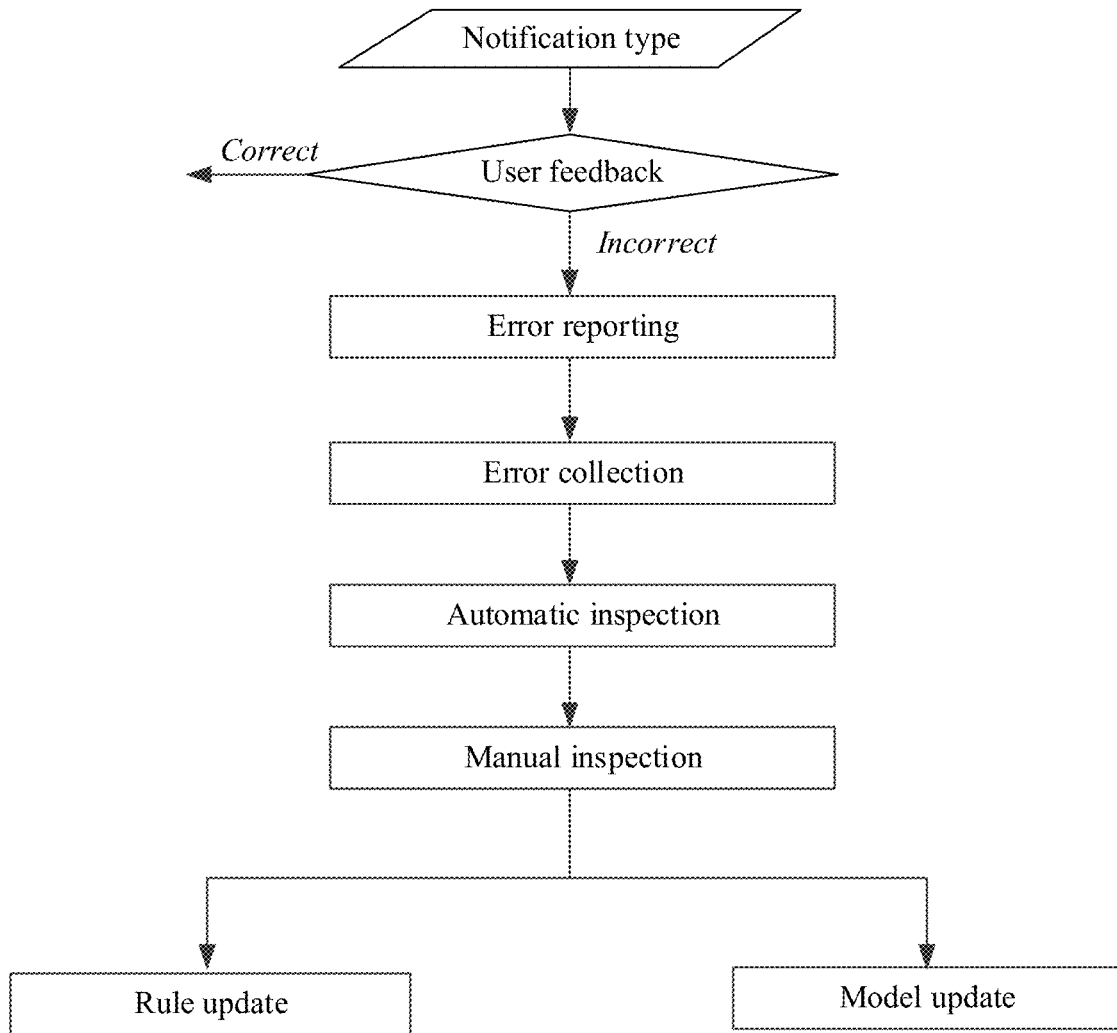 Notification type
Correct
User feedback
Incorrect
Error reporting
Error collection
Automatic inspection
Manual inspection
Rule update
Model update